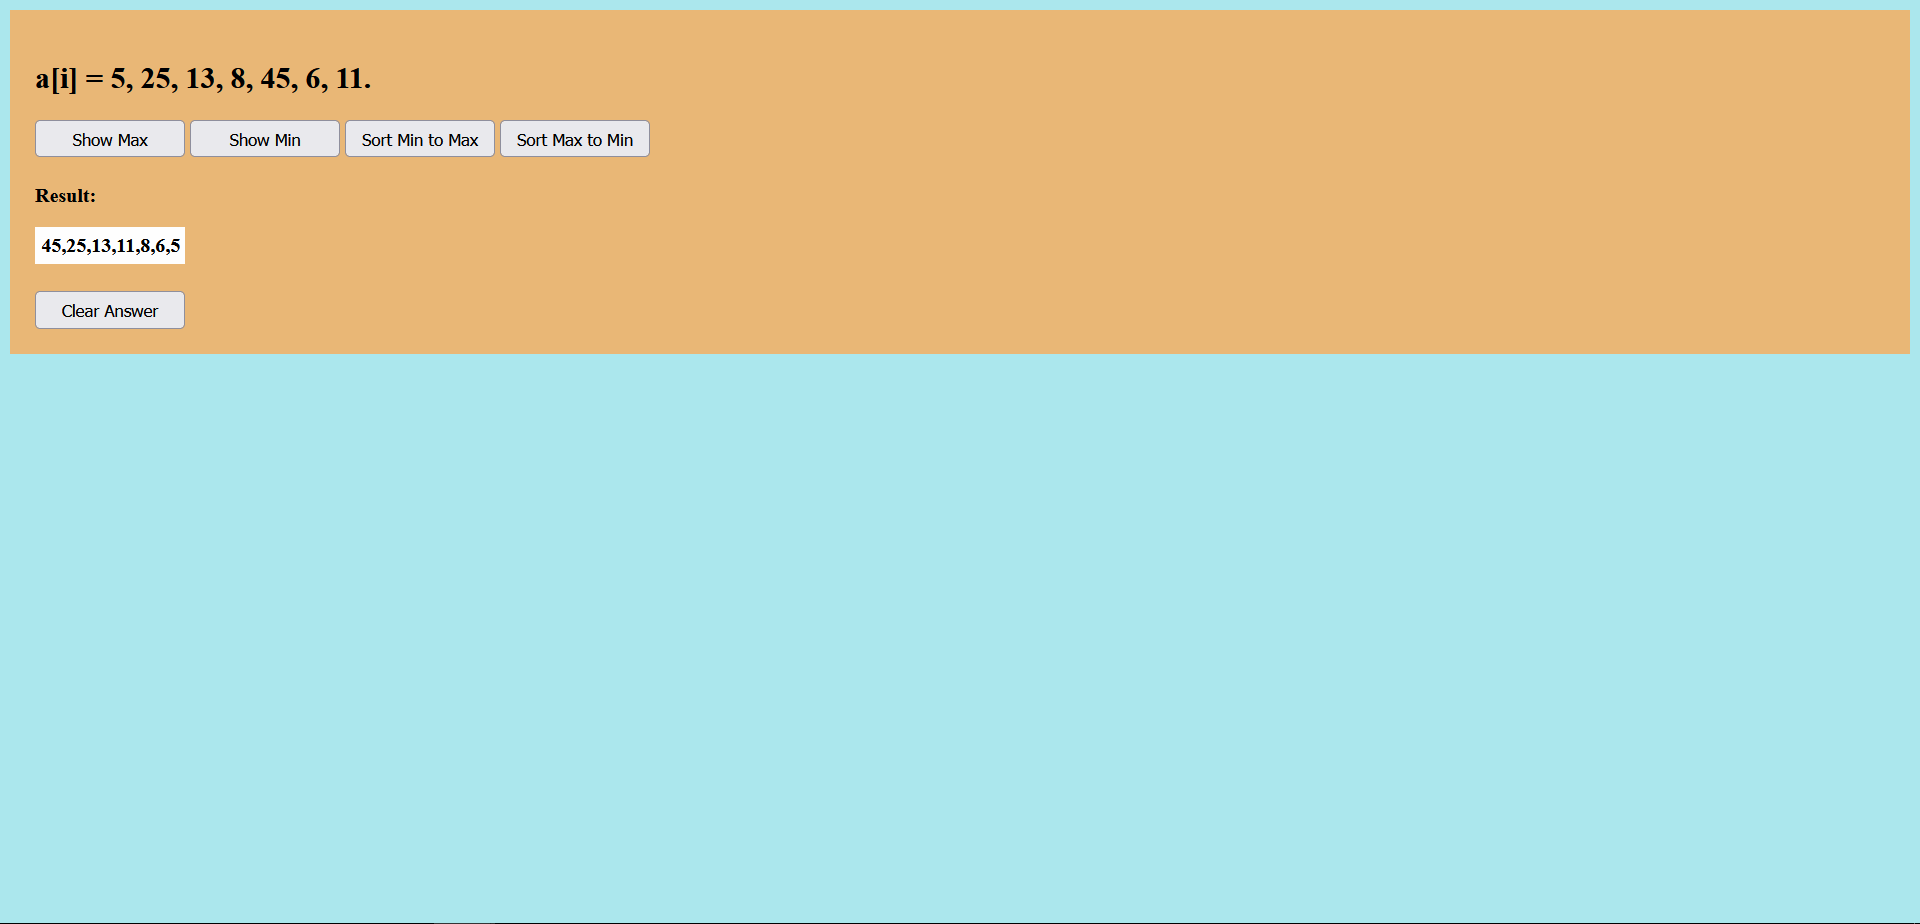 a[i] = 5, 25, 13, 8, 45, 6, 11.
Show Max Show Min Sort Min to Max Sort Max to Min
Result:
45,25,13,11,8,6,5
Clear Answer